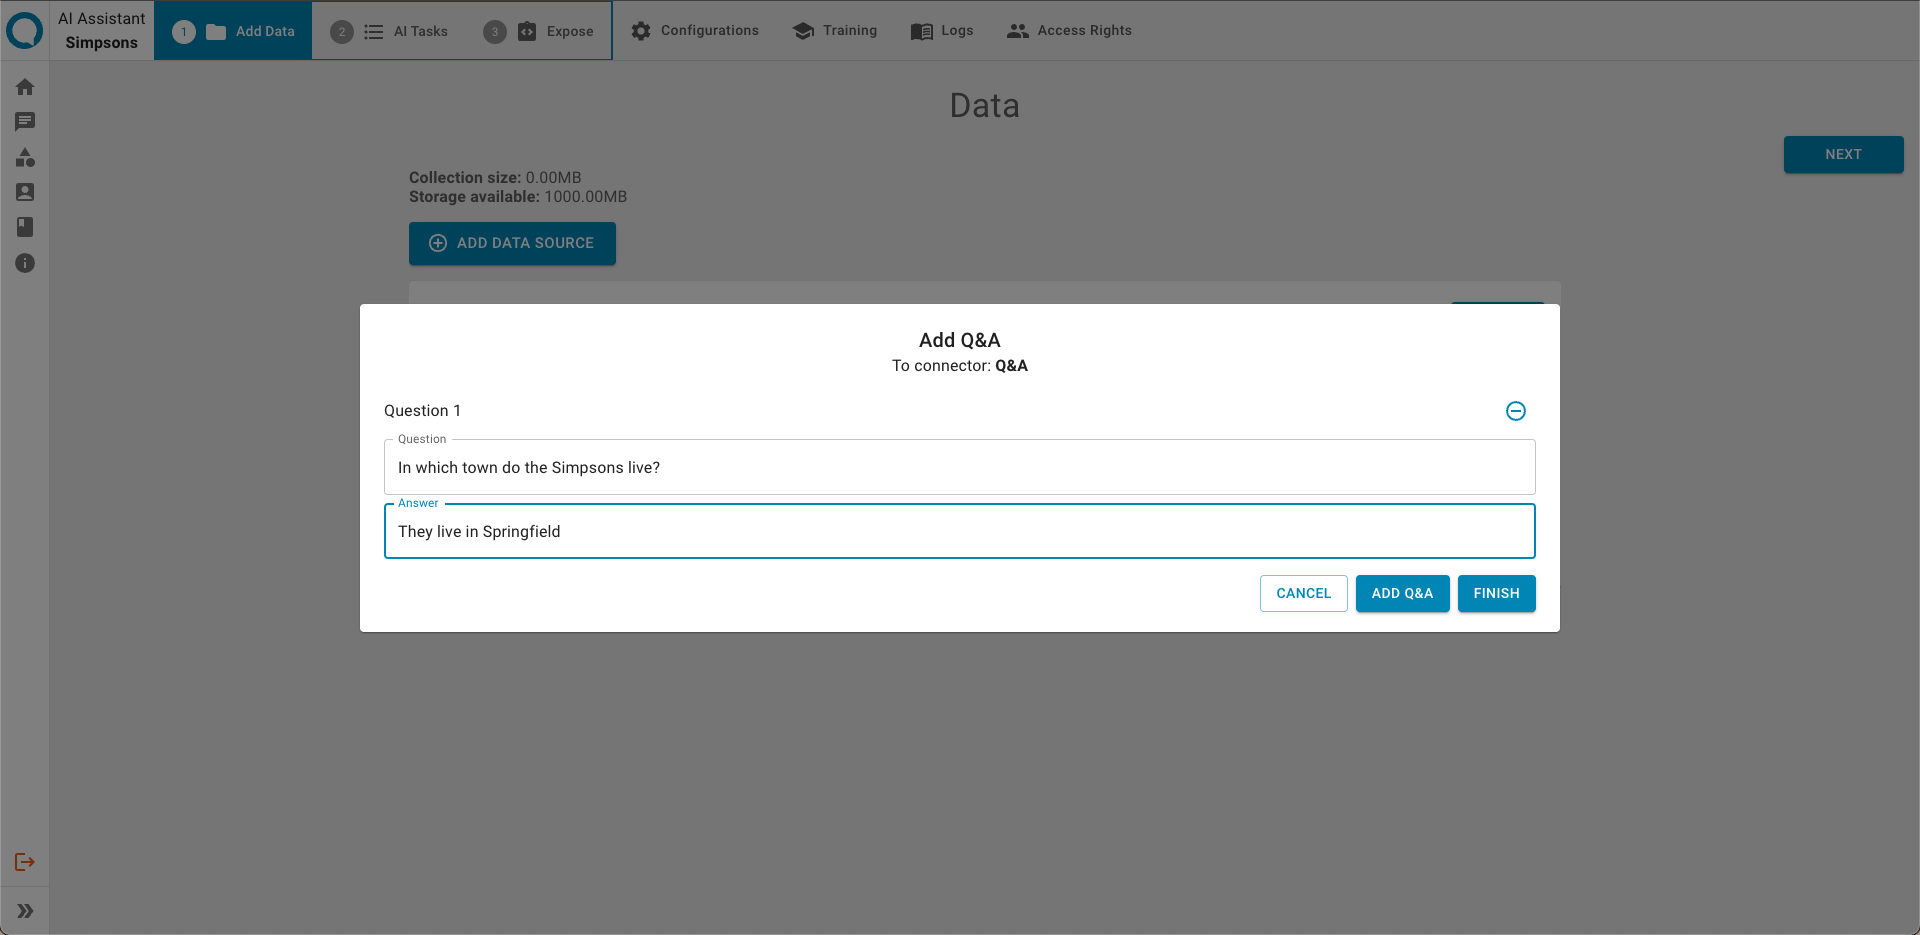 AI Assistant
Simpsons
1 Add Data
2 AI Tasks
3 Expose
Configurations
Training
Logs
Access Rights
Data
NEXT
Collection size: 0.00MB
Storage available: 1000.00MB
ADD DATA SOURCE
Add Q&A
To connector: Q&A
Question 1
Question
In which town do the Simpsons live?
Answer
They live in Springfield
CANCEL
ADD Q&A
FINISH